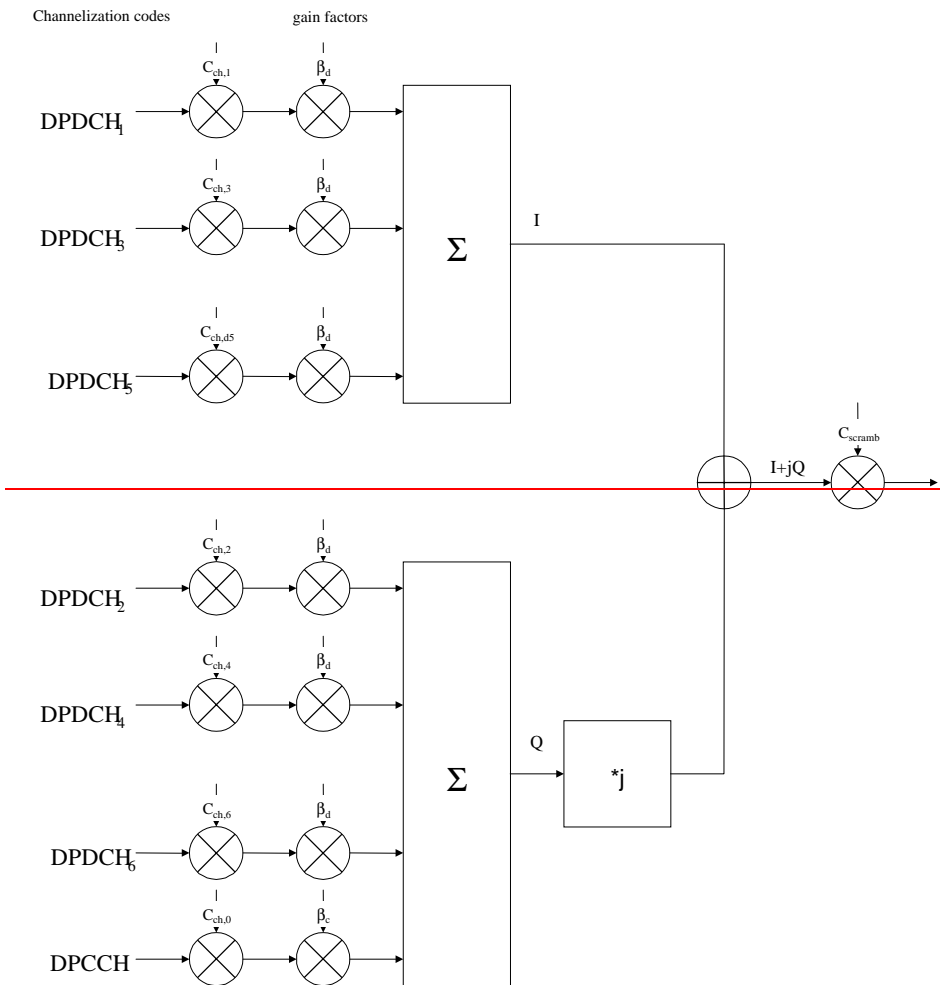 Channelization codes gain factors
C_ch,1 β_d
DPDCH_1
C_ch,3 β_d
DPDCH_3
I
Σ
C_ch,d5 β_d
DPDCH_5
C_scramb
I+jQ
C_ch,2 β_d
DPDCH_2
C_ch,4 β_d
DPDCH_4
Q
Σ *j
C_ch,6 β_d
DPDCH_6
C_ch,0 β_c
DPCCH